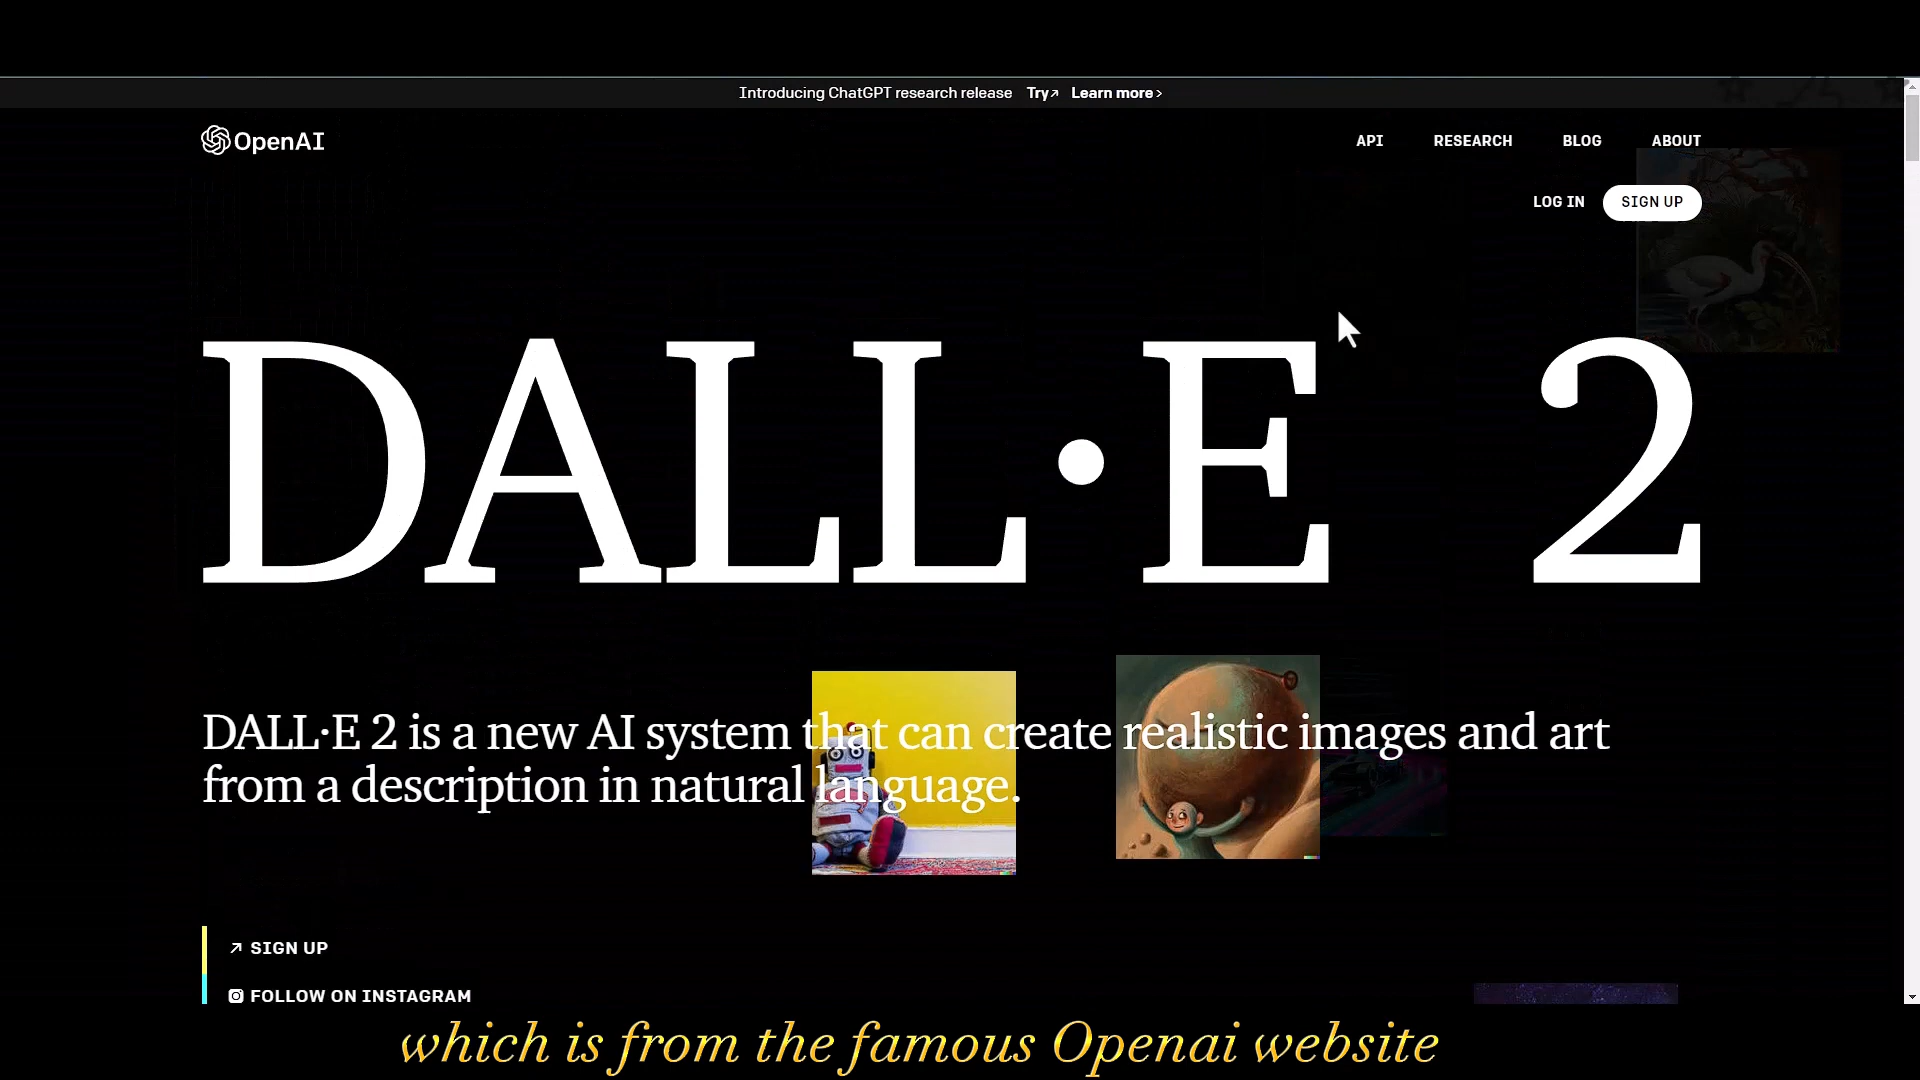 Introducing ChatGPT research release Try↗ Learn more ›
OpenAI
API RESEARCH BLOG ABOUT
LOG IN SIGN UP
DALL·E 2
DALL·E 2 is a new AI system that can create realistic images and art
from a description in natural language.
↗ SIGN UP
FOLLOW ON INSTAGRAM
which is from the famous Openai website